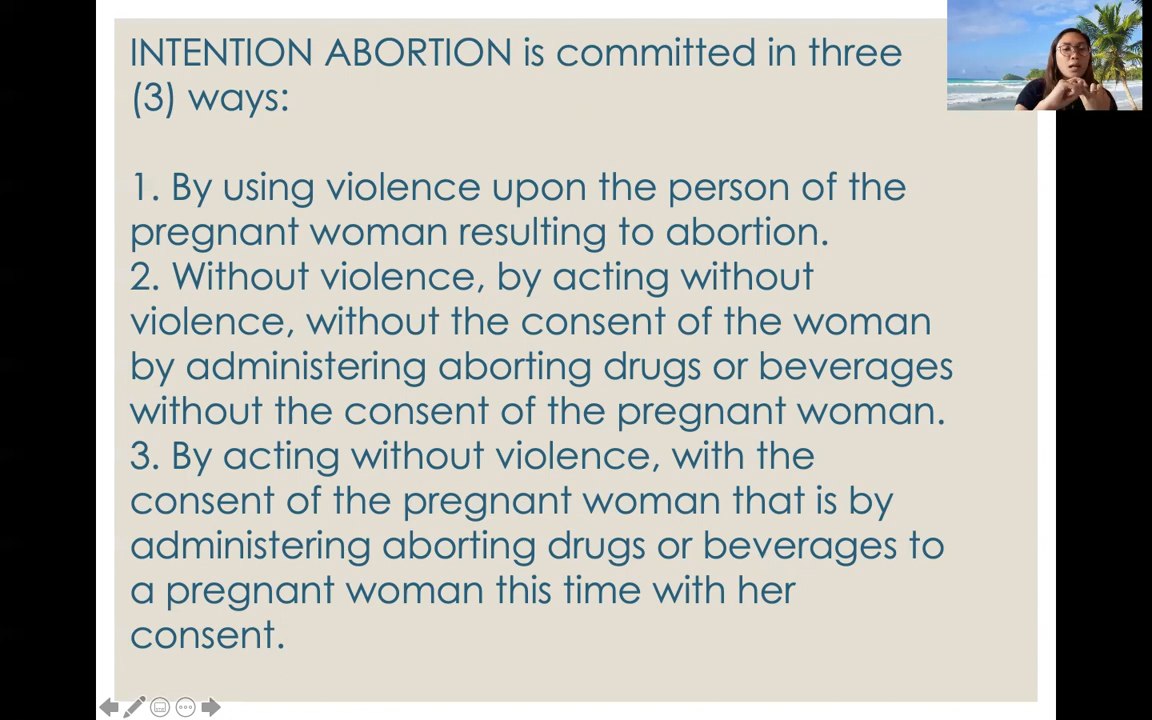 INTENTION ABORTION is committed in three
(3) ways:
1. By using violence upon the person of the
pregnant woman resulting to abortion.
2. Without violence, by acting without
violence, without the consent of the woman
by administering aborting drugs or beverages
without the consent of the pregnant woman.
3. By acting without violence, with the
consent of the pregnant woman that is by
administering aborting drugs or beverages to
a pregnant woman this time with her
consent.